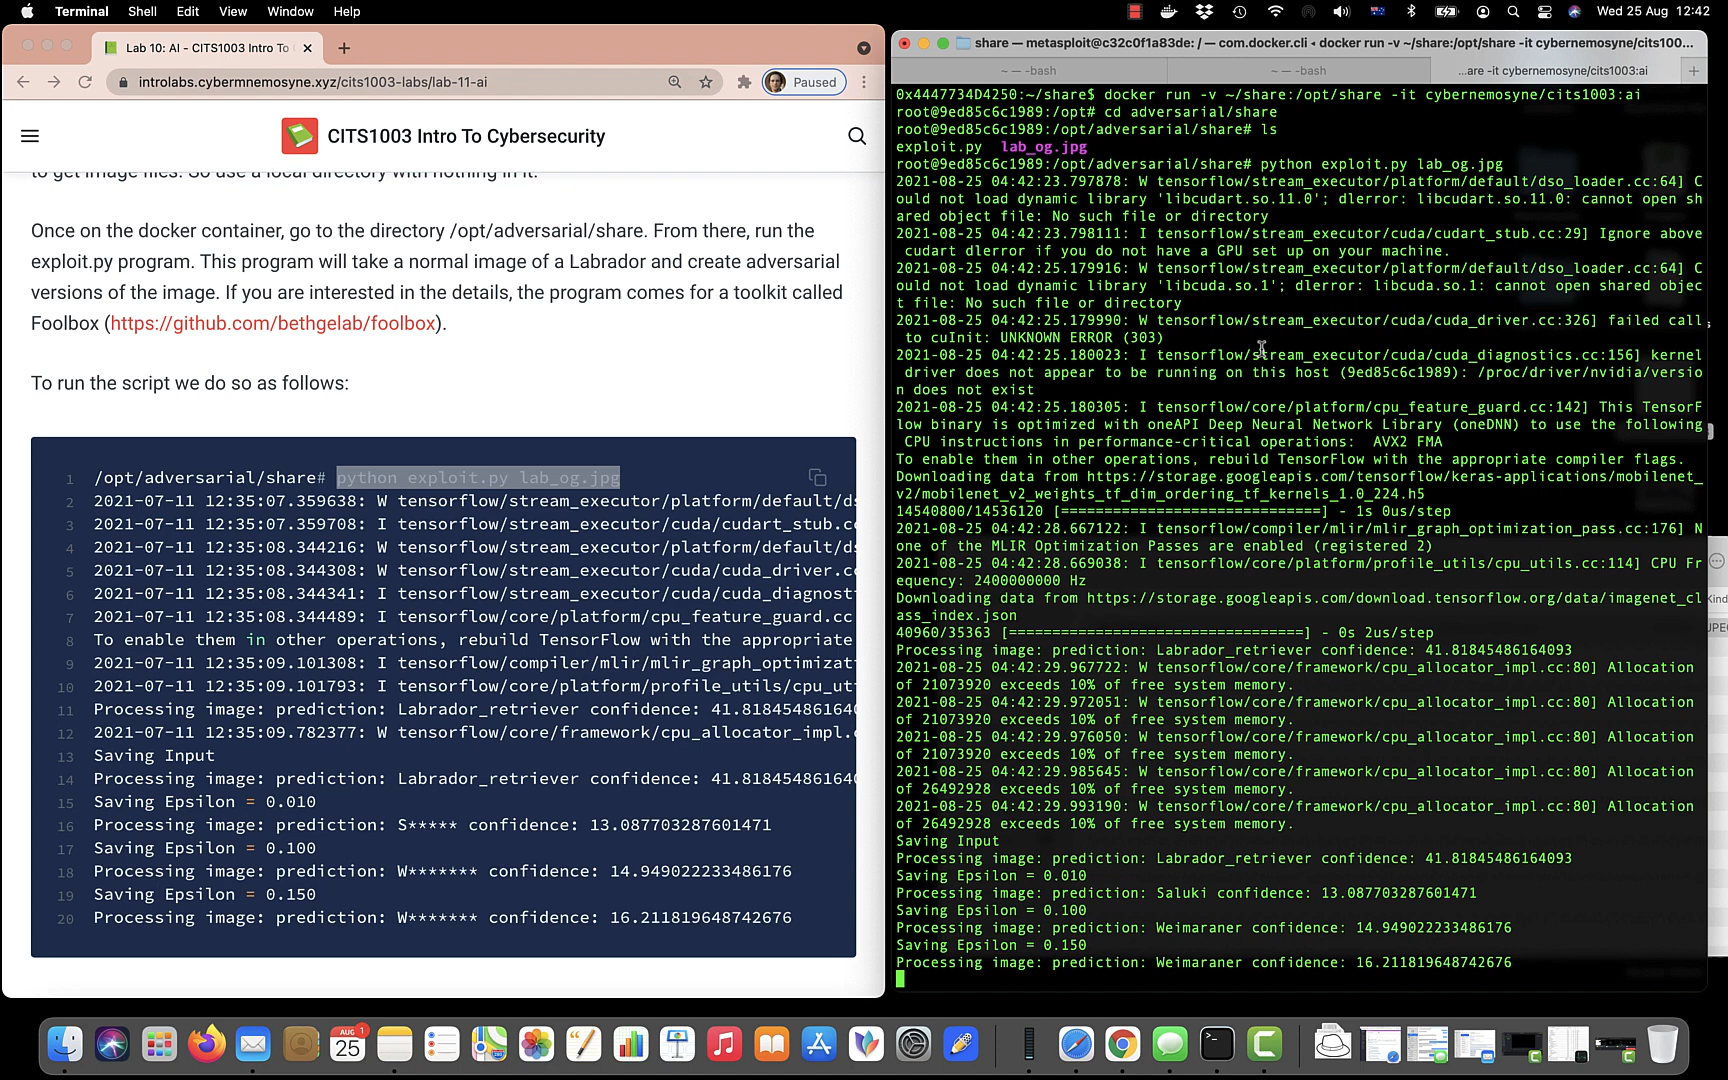 Terminal Shell Edit View Window Help
Wed 25 Aug 12:42
Lab 10: AI - CITS1003 Intro To
introlabs.cybermnemosyne.xyz/cits1003-labs/lab-11-ai
Paused
CITS1003 Intro To Cybersecurity
to get image files. So use a local directory with nothing in it.
Once on the docker container, go to the directory /opt/adversarial/share. From there, run the
exploit.py program. This program will take a normal image of a Labrador and create adversarial
versions of the image. If you are interested in the details, the program comes for a toolkit called
Foolbox (https://github.com/bethgelab/foolbox).
To run the script we do so as follows:
1 /opt/adversarial/share# python exploit.py lab_og.jpg
2 2021-07-11 12:35:07.359638: W tensorflow/stream_executor/platform/default/ds
3 2021-07-11 12:35:07.359708: I tensorflow/stream_executor/cuda/cudart_stub.cc
4 2021-07-11 12:35:08.344216: W tensorflow/stream_executor/platform/default/ds
5 2021-07-11 12:35:08.344308: W tensorflow/stream_executor/cuda/cuda_driver.cc
6 2021-07-11 12:35:08.344341: I tensorflow/stream_executor/cuda/cuda_diagnost
7 2021-07-11 12:35:08.344489: I tensorflow/core/platform/cpu_feature_guard.cc
8 To enable them in other operations, rebuild TensorFlow with the appropriate
9 2021-07-11 12:35:09.101308: I tensorflow/compiler/mlir/mlir_graph_optimizat
10 2021-07-11 12:35:09.101793: I tensorflow/core/platform/profile_utils/cpu_ut
11 Processing image: prediction: Labrador_retriever confidence: 41.81845486164
12 2021-07-11 12:35:09.782377: W tensorflow/core/framework/cpu_allocator_impl.c
13 Saving Input
14 Processing image: prediction: Labrador_retriever confidence: 41.81845486164
15 Saving Epsilon = 0.010
16 Processing image: prediction: S***** confidence: 13.087703287601471
17 Saving Epsilon = 0.100
18 Processing image: prediction: W******* confidence: 14.949022233486176
19 Saving Epsilon = 0.150
20 Processing image: prediction: W******* confidence: 16.211819648742676
share — metasploit@c32c0f1a83de: / — com.docker.cli ◂ docker run -v ~/share:/opt/share -it cybernemosyne/cits100...
~ — -bash
~ — -bash
...are -it cybernemosyne/cits1003:ai
0x4447734D4250:~/share$ docker run -v ~/share:/opt/share -it cybernemosyne/cits1003:ai
root@9ed85c6c1989:/opt# cd adversarial/share
root@9ed85c6c1989:/opt/adversarial/share# ls
exploit.py lab_og.jpg
root@9ed85c6c1989:/opt/adversarial/share# python exploit.py lab_og.jpg
2021-08-25 04:42:23.797878: W tensorflow/stream_executor/platform/default/dso_loader.cc:64] C
ould not load dynamic library 'libcudart.so.11.0'; dlerror: libcudart.so.11.0: cannot open sh
ared object file: No such file or directory
2021-08-25 04:42:23.798111: I tensorflow/stream_executor/cuda/cudart_stub.cc:29] Ignore above
 cudart dlerror if you do not have a GPU set up on your machine.
2021-08-25 04:42:25.179916: W tensorflow/stream_executor/platform/default/dso_loader.cc:64] C
ould not load dynamic library 'libcuda.so.1'; dlerror: libcuda.so.1: cannot open shared objec
t file: No such file or directory
2021-08-25 04:42:25.179990: W tensorflow/stream_executor/cuda/cuda_driver.cc:326] failed call
 to cuInit: UNKNOWN ERROR (303)
2021-08-25 04:42:25.180023: I tensorflow/stream_executor/cuda/cuda_diagnostics.cc:156] kernel
 driver does not appear to be running on this host (9ed85c6c1989): /proc/driver/nvidia/versio
n does not exist
2021-08-25 04:42:25.180305: I tensorflow/core/platform/cpu_feature_guard.cc:142] This TensorF
low binary is optimized with oneAPI Deep Neural Network Library (oneDNN) to use the following
 CPU instructions in performance-critical operations:  AVX2 FMA
To enable them in other operations, rebuild TensorFlow with the appropriate compiler flags.
Downloading data from https://storage.googleapis.com/tensorflow/keras-applications/mobilenet_
v2/mobilenet_v2_weights_tf_dim_ordering_tf_kernels_1.0_224.h5
14540800/14536120 [==============================] - 1s 0us/step
2021-08-25 04:42:28.667122: I tensorflow/compiler/mlir/mlir_graph_optimization_pass.cc:176] N
one of the MLIR Optimization Passes are enabled (registered 2)
2021-08-25 04:42:28.669038: I tensorflow/core/platform/profile_utils/cpu_utils.cc:114] CPU Fr
equency: 2400000000 Hz
Downloading data from https://storage.googleapis.com/download.tensorflow.org/data/imagenet_cl
ass_index.json
40960/35363 [==================================] - 0s 2us/step
Processing image: prediction: Labrador_retriever confidence: 41.81845486164093
2021-08-25 04:42:29.967722: W tensorflow/core/framework/cpu_allocator_impl.cc:80] Allocation
of 21073920 exceeds 10% of free system memory.
2021-08-25 04:42:29.972051: W tensorflow/core/framework/cpu_allocator_impl.cc:80] Allocation
of 21073920 exceeds 10% of free system memory.
2021-08-25 04:42:29.976050: W tensorflow/core/framework/cpu_allocator_impl.cc:80] Allocation
of 21073920 exceeds 10% of free system memory.
2021-08-25 04:42:29.985645: W tensorflow/core/framework/cpu_allocator_impl.cc:80] Allocation
of 26492928 exceeds 10% of free system memory.
2021-08-25 04:42:29.993190: W tensorflow/core/framework/cpu_allocator_impl.cc:80] Allocation
of 26492928 exceeds 10% of free system memory.
Saving Input
Processing image: prediction: Labrador_retriever confidence: 41.81845486164093
Saving Epsilon = 0.010
Processing image: prediction: Saluki confidence: 13.087703287601471
Saving Epsilon = 0.100
Processing image: prediction: Weimaraner confidence: 14.949022233486176
Saving Epsilon = 0.150
Processing image: prediction: Weimaraner confidence: 16.211819648742676
AUG
1
25